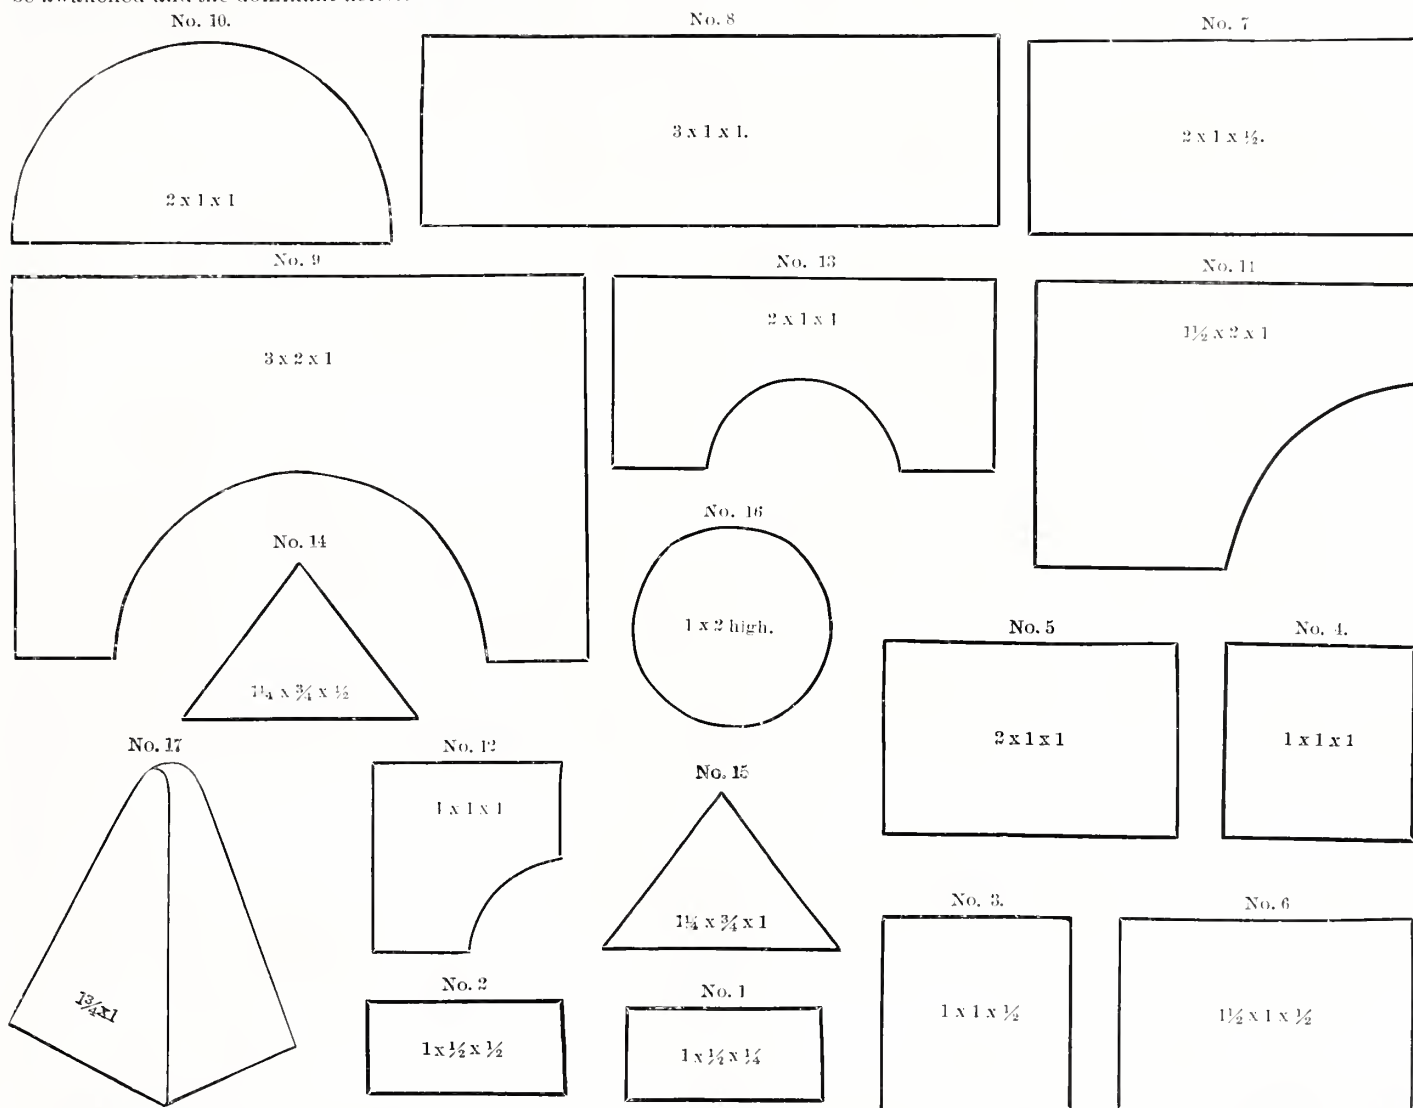 No. 10.
2 x 1 x 1
No. 8
3 x 1 x 1.
No. 7
2 x 1 x ½.
No. 9
3 x 2 x 1
No. 13
2 x 1 x 1
No. 11
1½ x 2 x 1
No. 14
1¼ x ¾ x ½
No. 16
1 x 2 high.
No. 5
2 x 1 x 1
No. 4.
1 x 1 x 1
No. 17
1¾x1
No. 12
1 x 1 x 1
No. 15
1¼ x ¾ x 1
No. 3.
1 x 1 x ½
No. 6
1½ x 1 x ½
No. 2
1 x ½ x ½
No. 1
1 x ½ x ¼